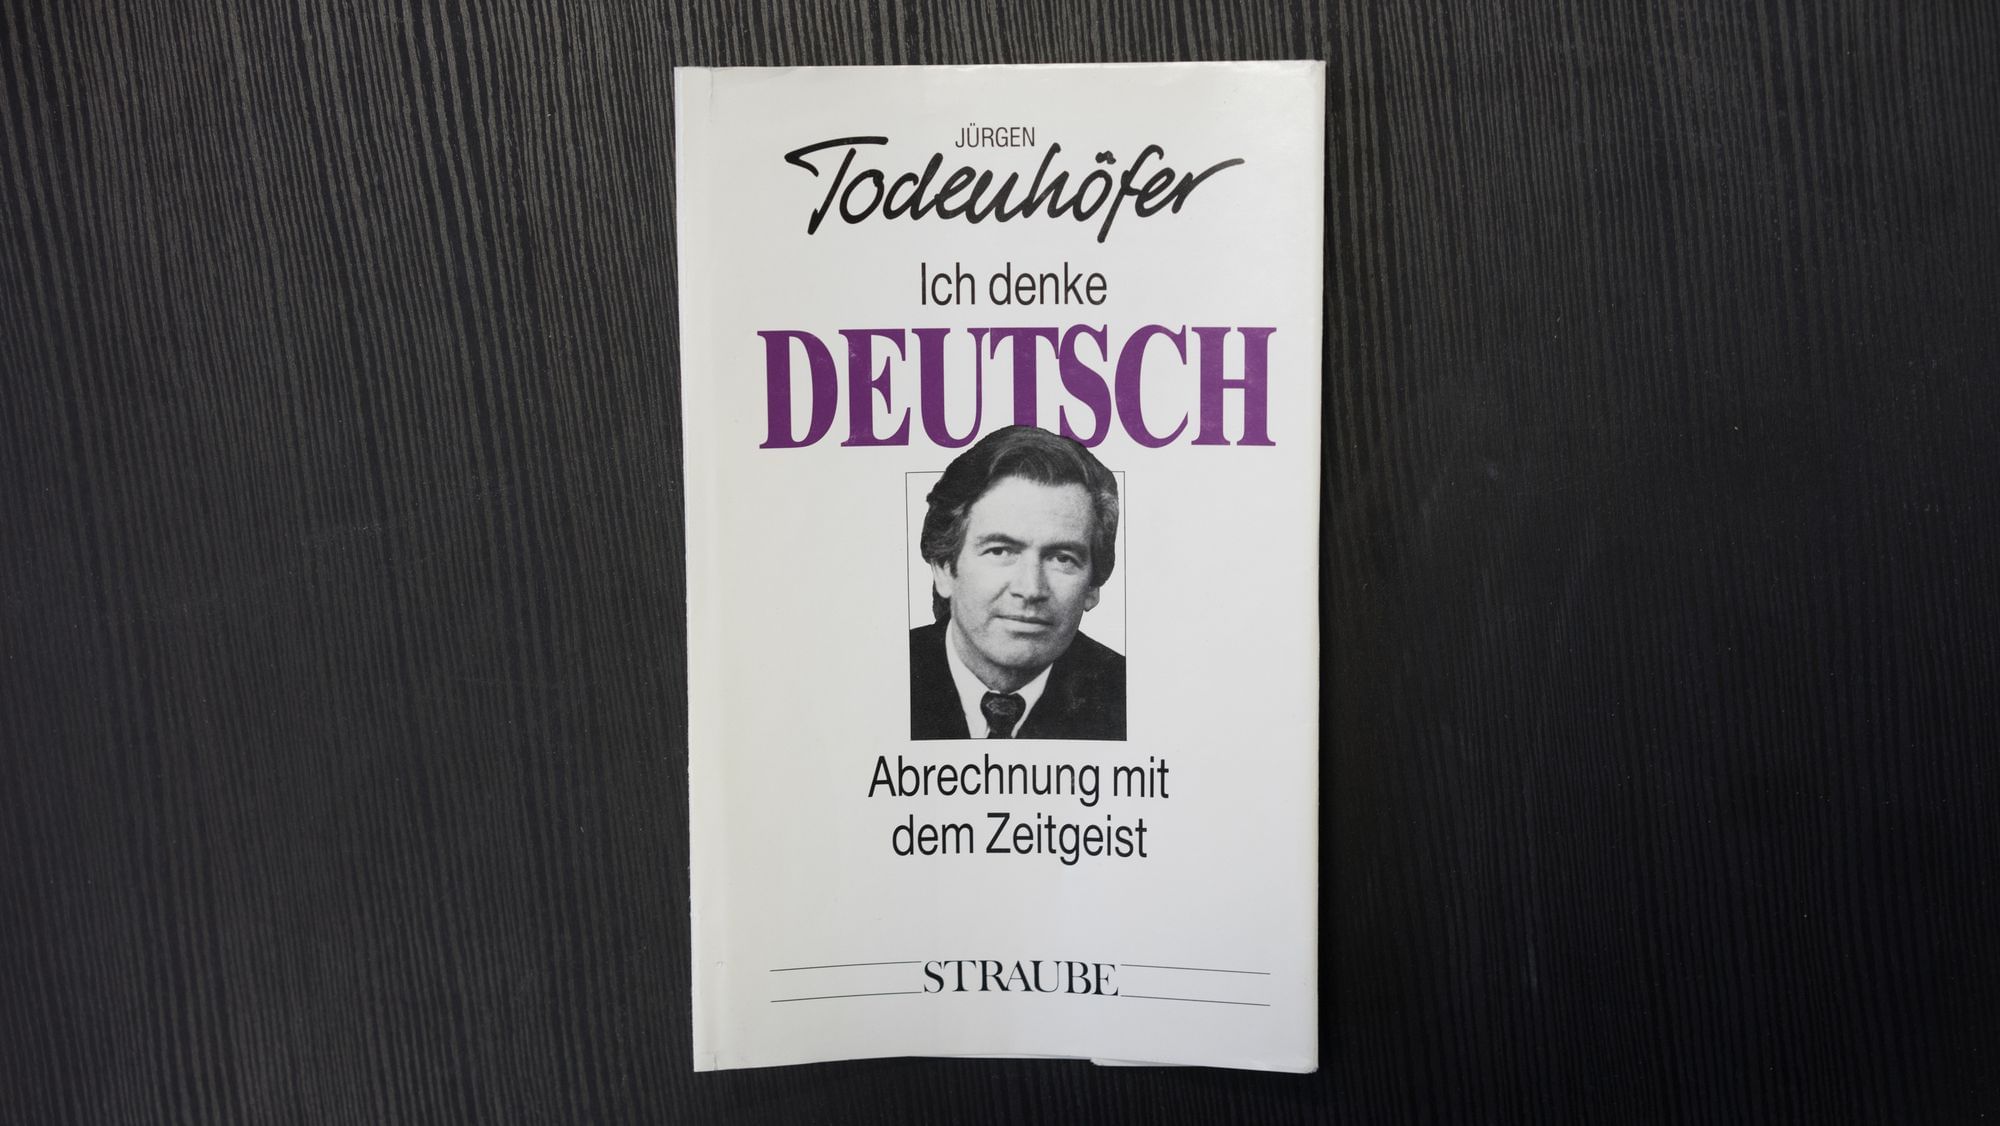 JÜRGEN
Todenhöfer
Ich denke
DEUTSCH
Abrechnung mit
dem Zeitgeist
STRAUBE